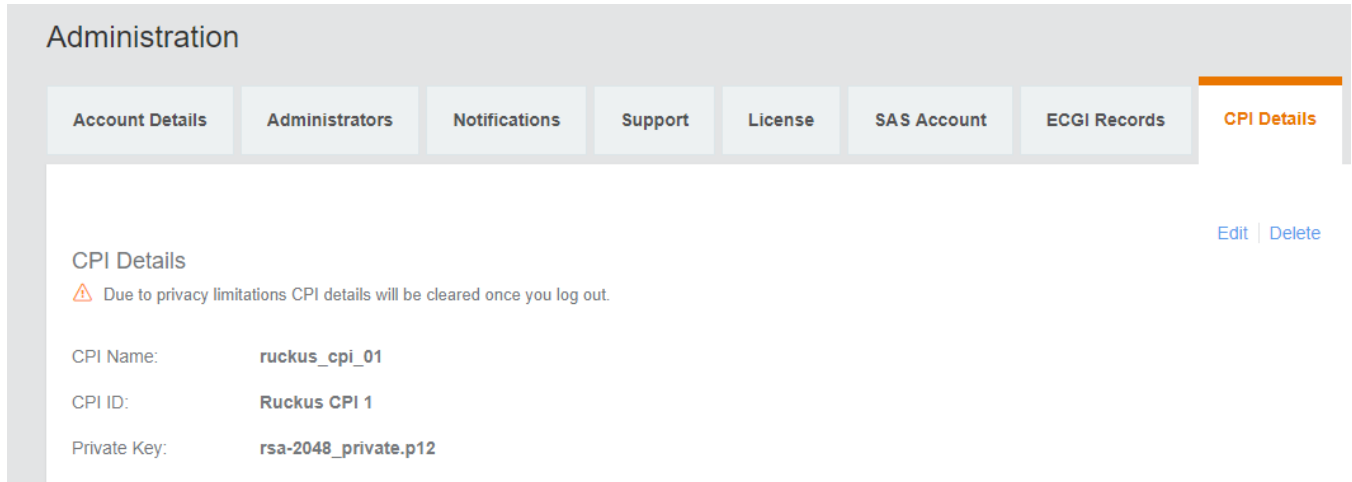 Administration
Account Details Administrators Notifications Support License SAS Account ECGI Records CPI Details
Edit Delete
CPI Details
Due to privacy limitations CPI details will be cleared once you log out.
CPI Name: ruckus_cpi_01
CPI ID: Ruckus CPI 1
Private Key: rsa-2048_private.p12